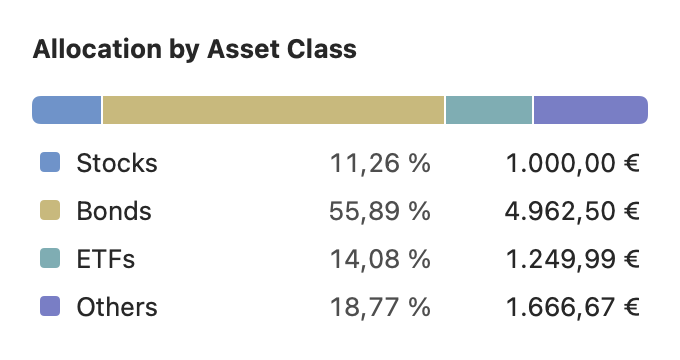 Allocation by Asset Class
Stocks 11,26 % 1.000,00 €
Bonds 55,89 % 4.962,50 €
ETFs 14,08 % 1.249,99 €
Others 18,77 % 1.666,67 €